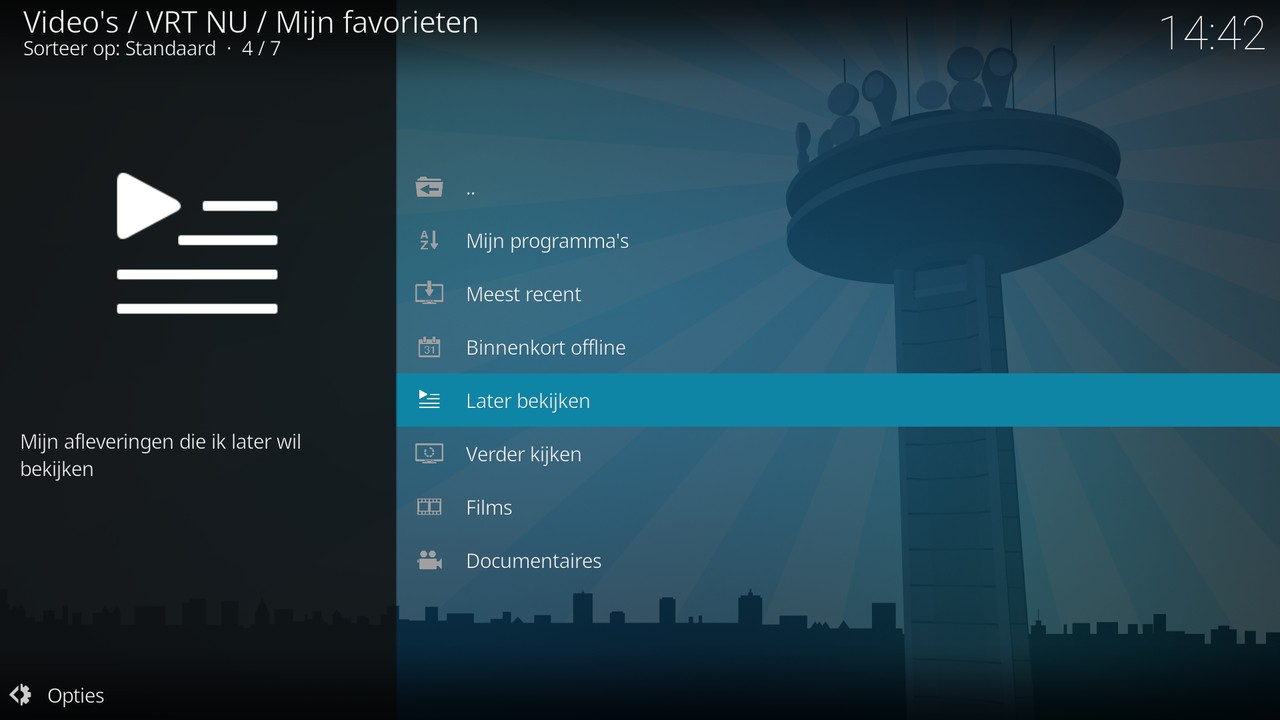 Video's / VRT NU / Mijn favorieten
Sorteer op: Standaard · 4 / 7
14:42
..
Mijn programma's
Meest recent
31
Binnenkort offline
Later bekijken
Verder kijken
Films
Documentaires
Mijn afleveringen die ik later wil
bekijken
Opties